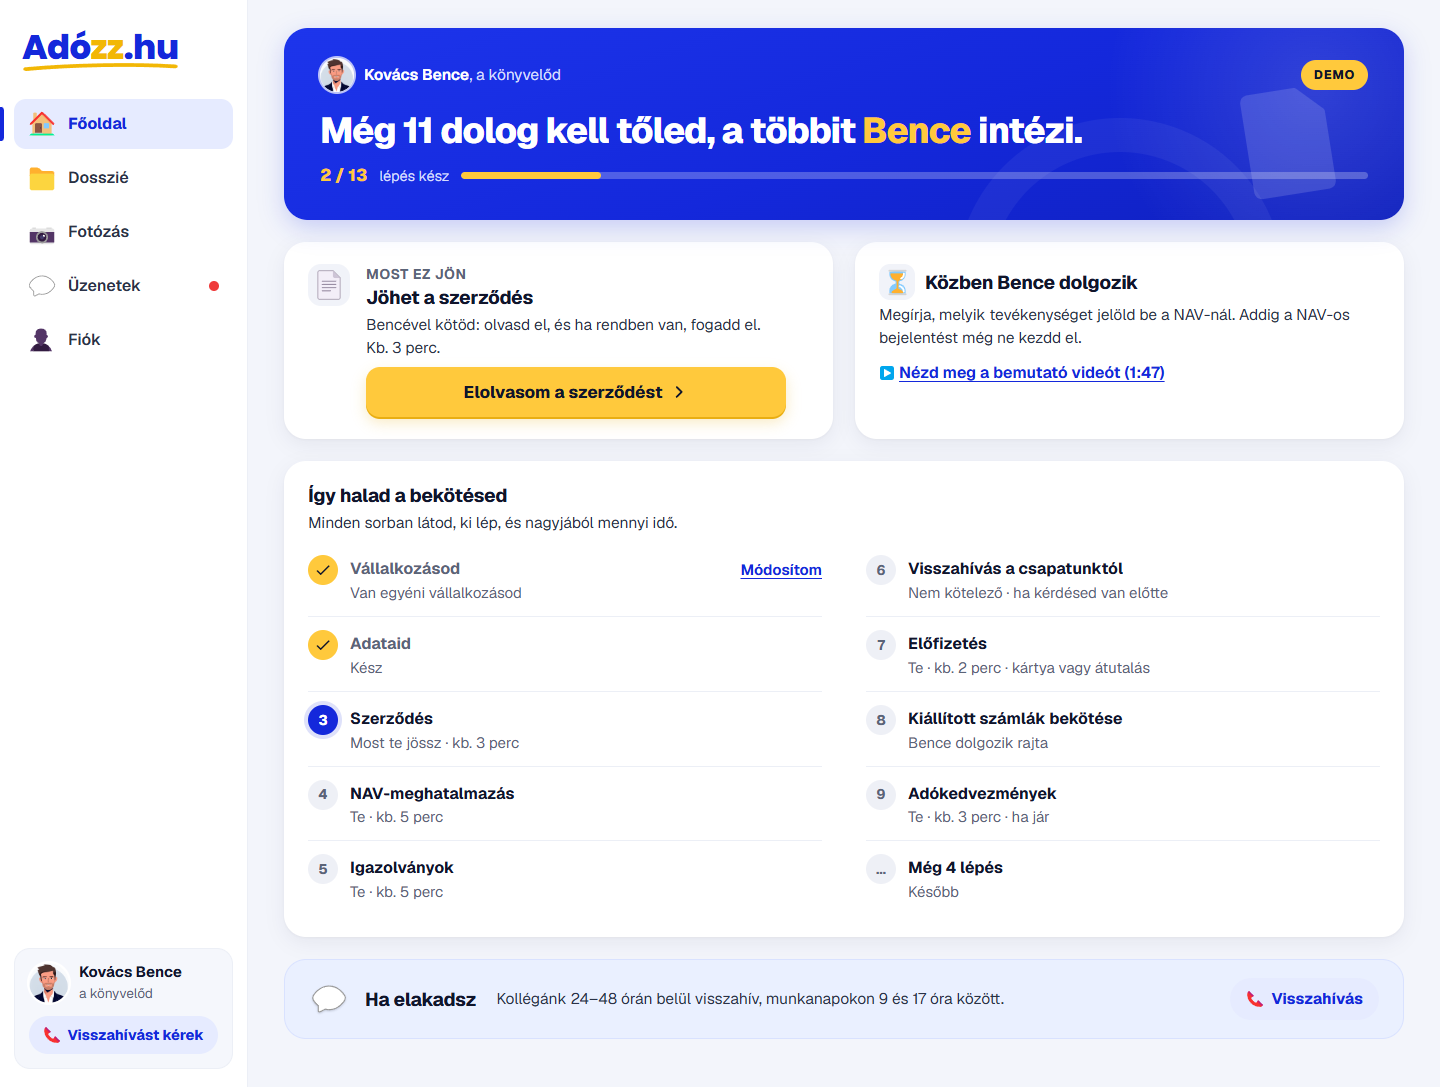 Adózz.hu
Főoldal
Dosszié
Fotózás
Üzenetek
Fiók
Kovács Bence
a könyvelőd
Visszahívást kérek
Kovács Bence, a könyvelőd
DEMO
Még 11 dolog kell tőled, a többit Bence intézi.
2 / 13 lépés kész
MOST EZ JÖN
Jöhet a szerződés
Bencével kötöd: olvasd el, és ha rendben van, fogadd el.
Kb. 3 perc.
Elolvasom a szerződést
Közben Bence dolgozik
Megírja, melyik tevékenységet jelöld be a NAV-nál. Addig a NAV-os
bejelentést még ne kezdd el.
Nézd meg a bemutató videót (1:47)
Így halad a bekötésed
Minden sorban látod, ki lép, és nagyjából mennyi idő.
Vállalkozásod
Módosítom
Van egyéni vállalkozásod
Adataid
Kész
3 Szerződés
Most te jössz · kb. 3 perc
4 NAV-meghatalmazás
Te · kb. 5 perc
5 Igazolványok
Te · kb. 5 perc
6 Visszahívás a csapatunktól
Nem kötelező · ha kérdésed van előtte
7 Előfizetés
Te · kb. 2 perc · kártya vagy átutalás
8 Kiállított számlák bekötése
Bence dolgozik rajta
9 Adókedvezmények
Te · kb. 3 perc · ha jár
... Még 4 lépés
Később
Ha elakadsz
Kollégánk 24–48 órán belül visszahív, munkanapokon 9 és 17 óra között.
Visszahívás